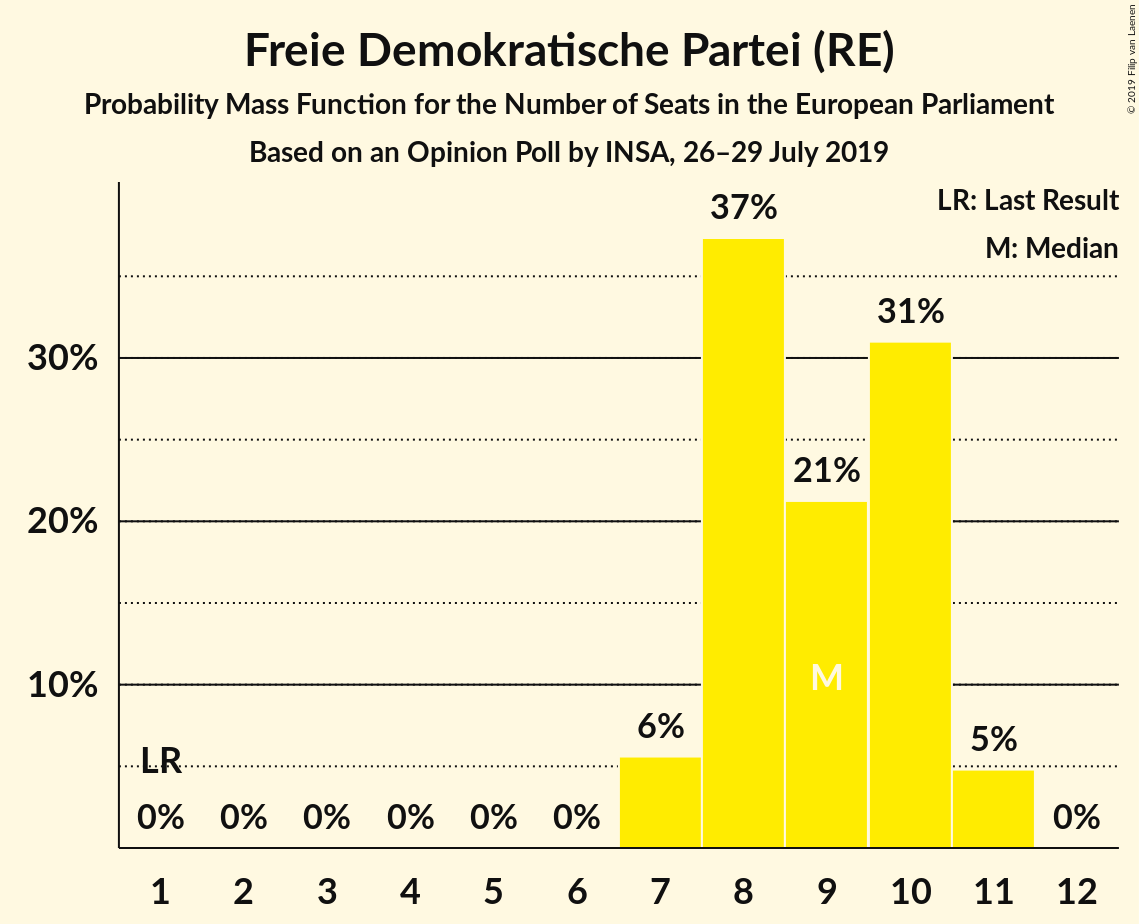 Freie Demokratische Partei (RE)
Probability Mass Function for the Number of Seats in the European Parliament
Based on an Opinion Poll by INSA, 26–29 July 2019
© 2019 Filip van Laenen
LR: Last Result
M: Median
37%
31%
30%
21%
20%
M
10%
6%
5%
LR
0%
0%
0%
0%
0%
0%
0%
1 2 3 4 5 6 7 8 9 10 11 12